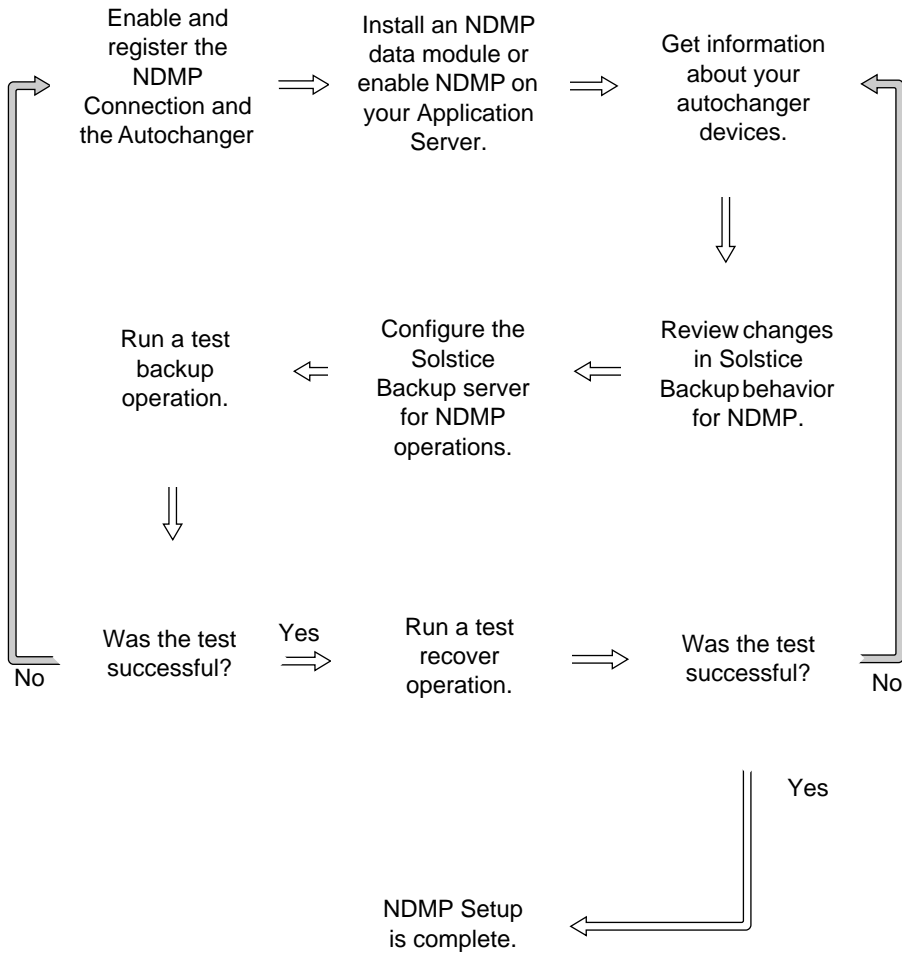 Enable and
register the
NDMP
Connection and
the Autochanger
Install an NDMP
data module or
enable NDMP on
your Application
Server.
Get information
about your
autochanger
devices.
Review changes
in Solstice
Backup behavior
for NDMP.
Configure the
Solstice
Backup server
for NDMP
operations.
Run a test
backup
operation.
Was the test
successful?
No
Yes
Run a test
recover
operation.
Was the test
successful?
No
Yes
NDMP Setup
is complete.